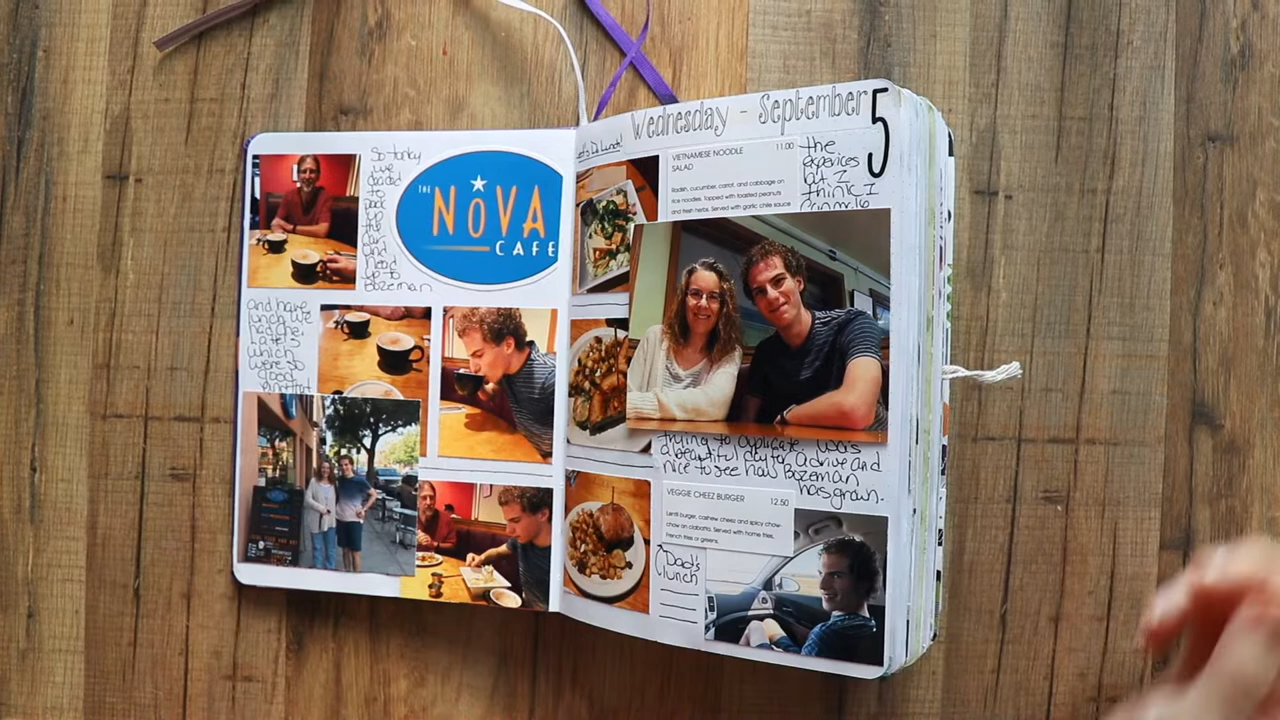 So today
we
decided
to
pack
up
the
car
and
head
up to
Bozeman
THE
NOVA
CAFE
and have
lunch. We
had Chai
Latte's
which
were so
good
Wednesday - September 5
VIETNAMESE NOODLE 11.00
SALAD
Radish, cucumber, carrot, and cabbage on
rice noodles. Topped with toasted peanuts
and fresh herbs. Served with garlic chile sauce
the
but I
think I
trying to duplicate. Was
a beautiful day for a drive and
nice to see how Bozeman
has grown.
VEGGIE CHEEZ BURGER 12.50
Lentil burger, cashew cheez and spicy chow-
chow on ciabatta. Served with home fries,
French fries or greens.
Dad's
lunch